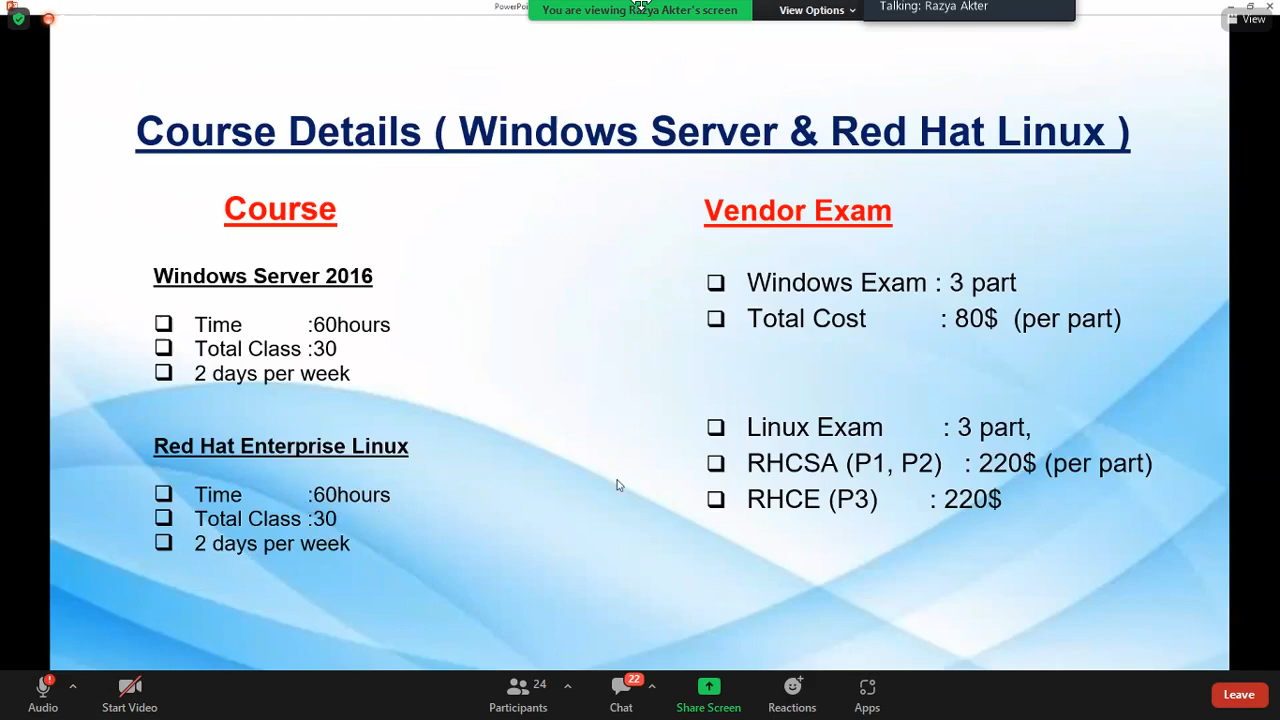 PowerPoi
You are viewing Razya Akter's screen
View Options
Talking: Razya Akter
View
Course Details ( Windows Server & Red Hat Linux )
Course
Windows Server 2016
Time :60hours
Total Class :30
2 days per week
Red Hat Enterprise Linux
Time :60hours
Total Class :30
2 days per week
Vendor Exam
Windows Exam : 3 part
Total Cost : 80$ (per part)
Linux Exam : 3 part,
RHCSA (P1, P2) : 220$ (per part)
RHCE (P3) : 220$
Audio
Start Video
24
Participants
22
Chat
Share Screen
Reactions
Apps
Leave